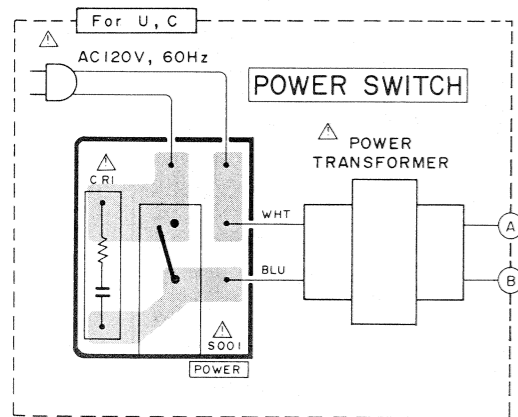 For U, C
AC120V, 60Hz
POWER SWITCH
POWER
TRANSFORMER
CR1
WHT
A
BLU
B
S001
POWER